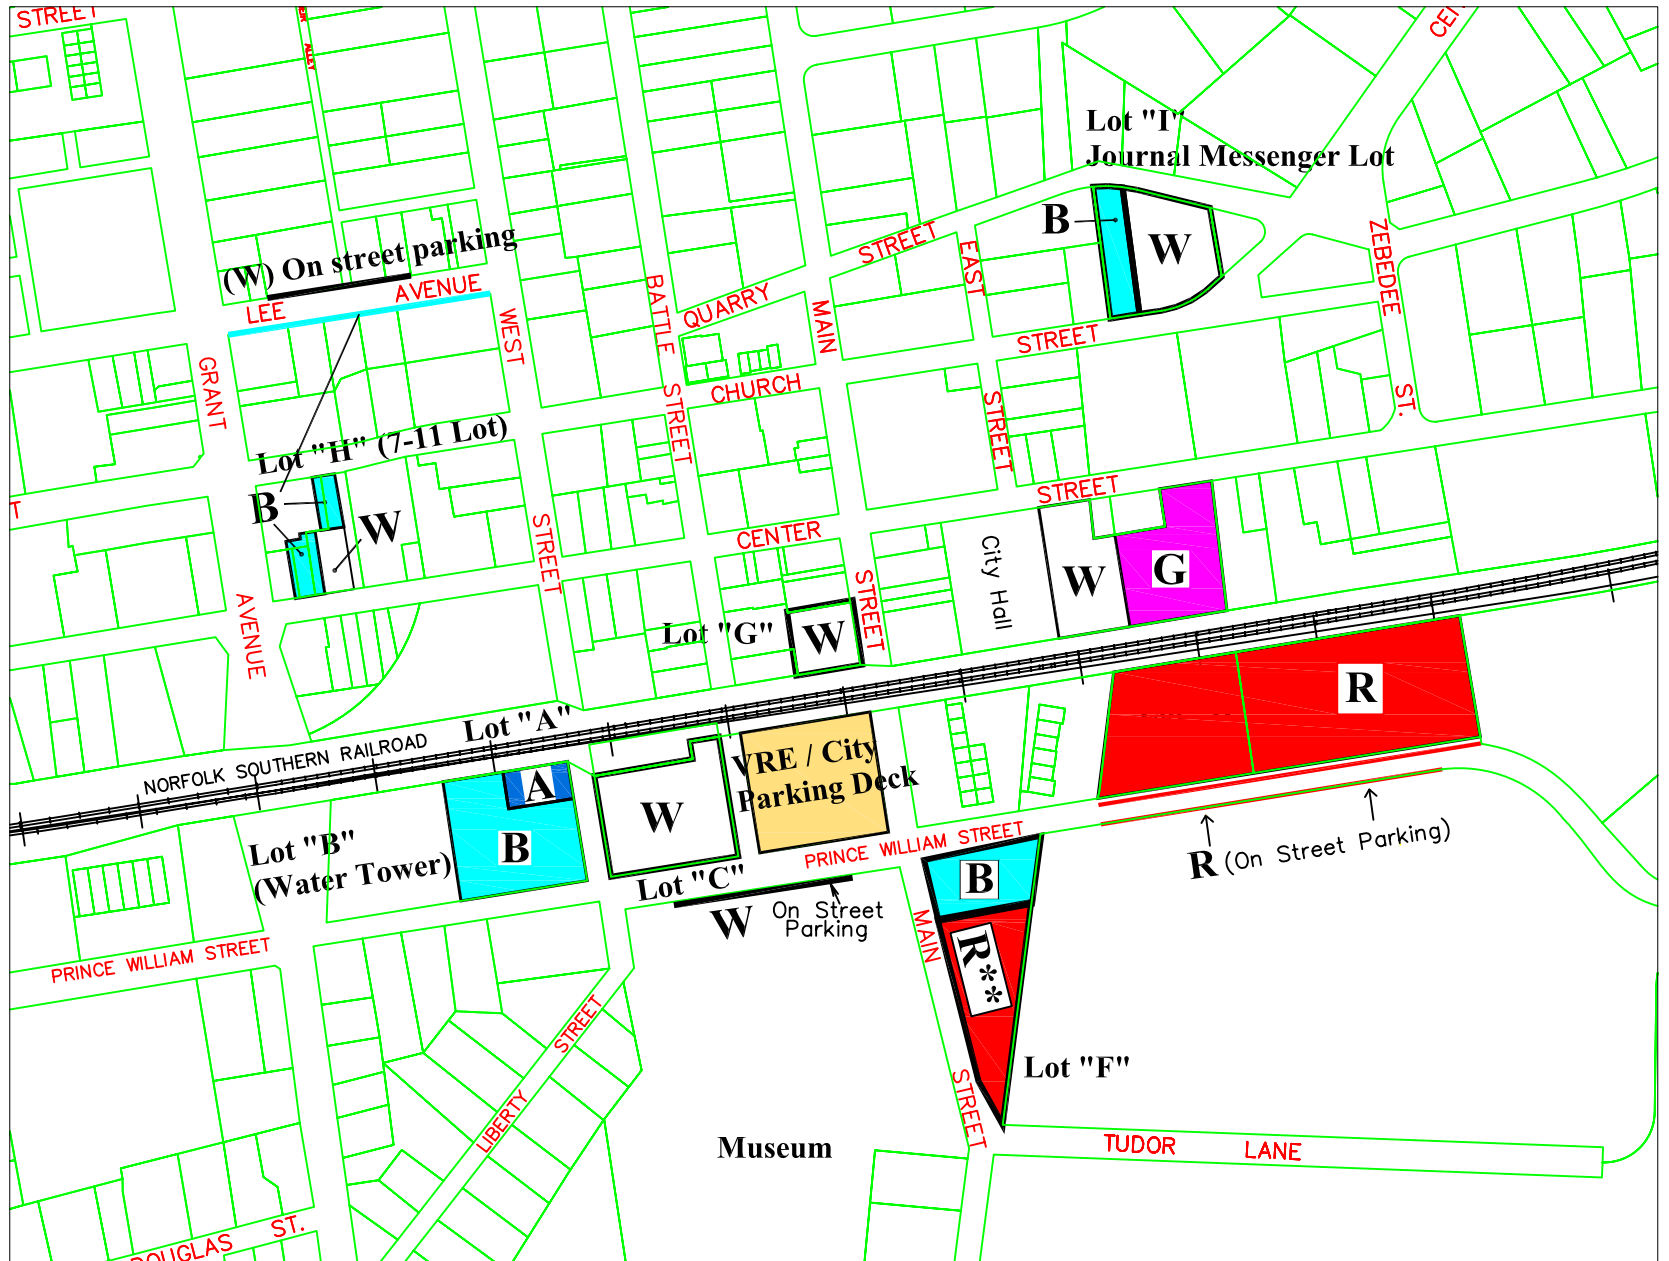 STREET
ALLEY
CEN
Lot "I"
Journal Messenger Lot
B
W
STREET
EAST
ZEBEDEE
ST.
(W) On street parking
LEE AVENUE
WEST
STREET
BATTLE
STREET
QUARRY
MAIN
STREET
CHURCH
STREET
STREET
GRANT
AVENUE
Lot "H" (7-11 Lot)
B
W
T
CENTER
STREET
City Hall
W
G
Lot "G"
W
R
Lot "A"
NORFOLK SOUTHERN RAILROAD
A
B
W
VRE / City
Parking Deck
Lot "B"
(Water Tower)
Lot "C"
PRINCE WILLIAM STREET
R (On Street Parking)
W
On Street
Parking
B
R**
MAIN
STREET
PRINCE WILLIAM STREET
LIBERTY STREET
Lot "F"
Museum
TUDOR LANE
DOUGLAS ST.